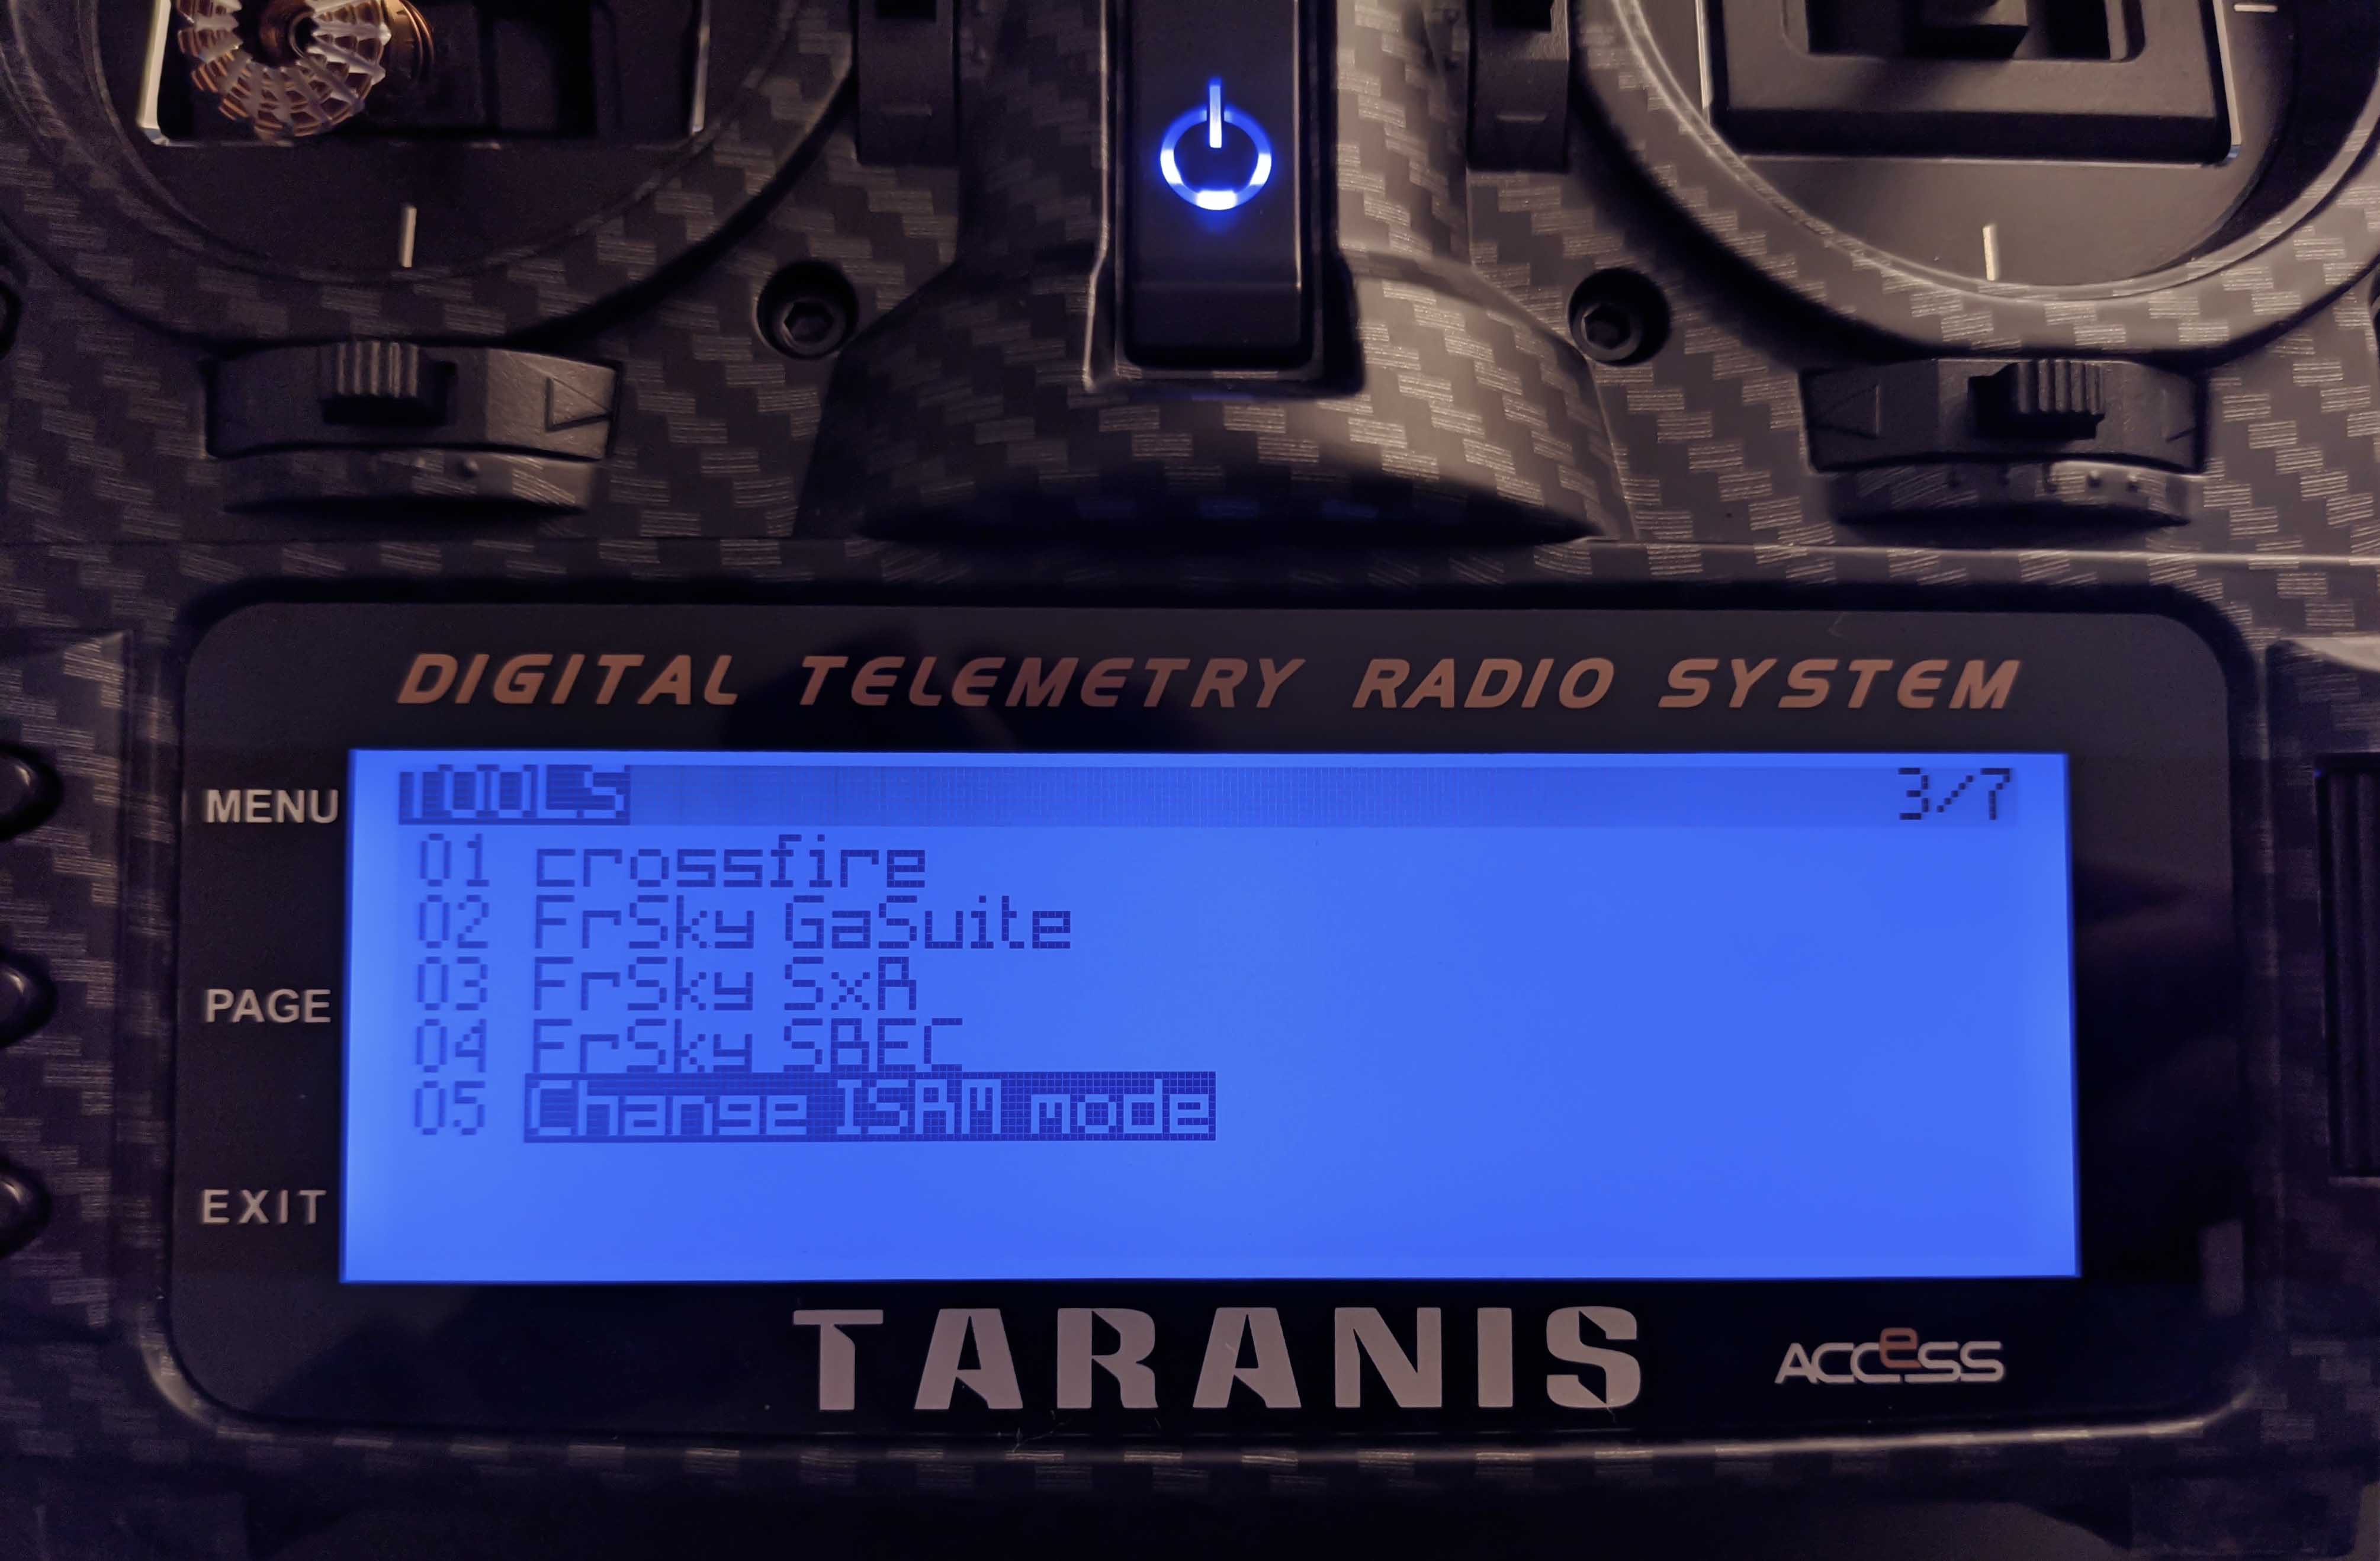 DIGITAL TELEMETRY RADIO SYSTEM
MENU
TOOLS 3/7
01 crossfire
02 FrSky GaSuite
03 FrSky SxR
04 FrSky SBEC
05 Change ISRM mode
PAGE
EXIT
TARANIS
ACCeSS